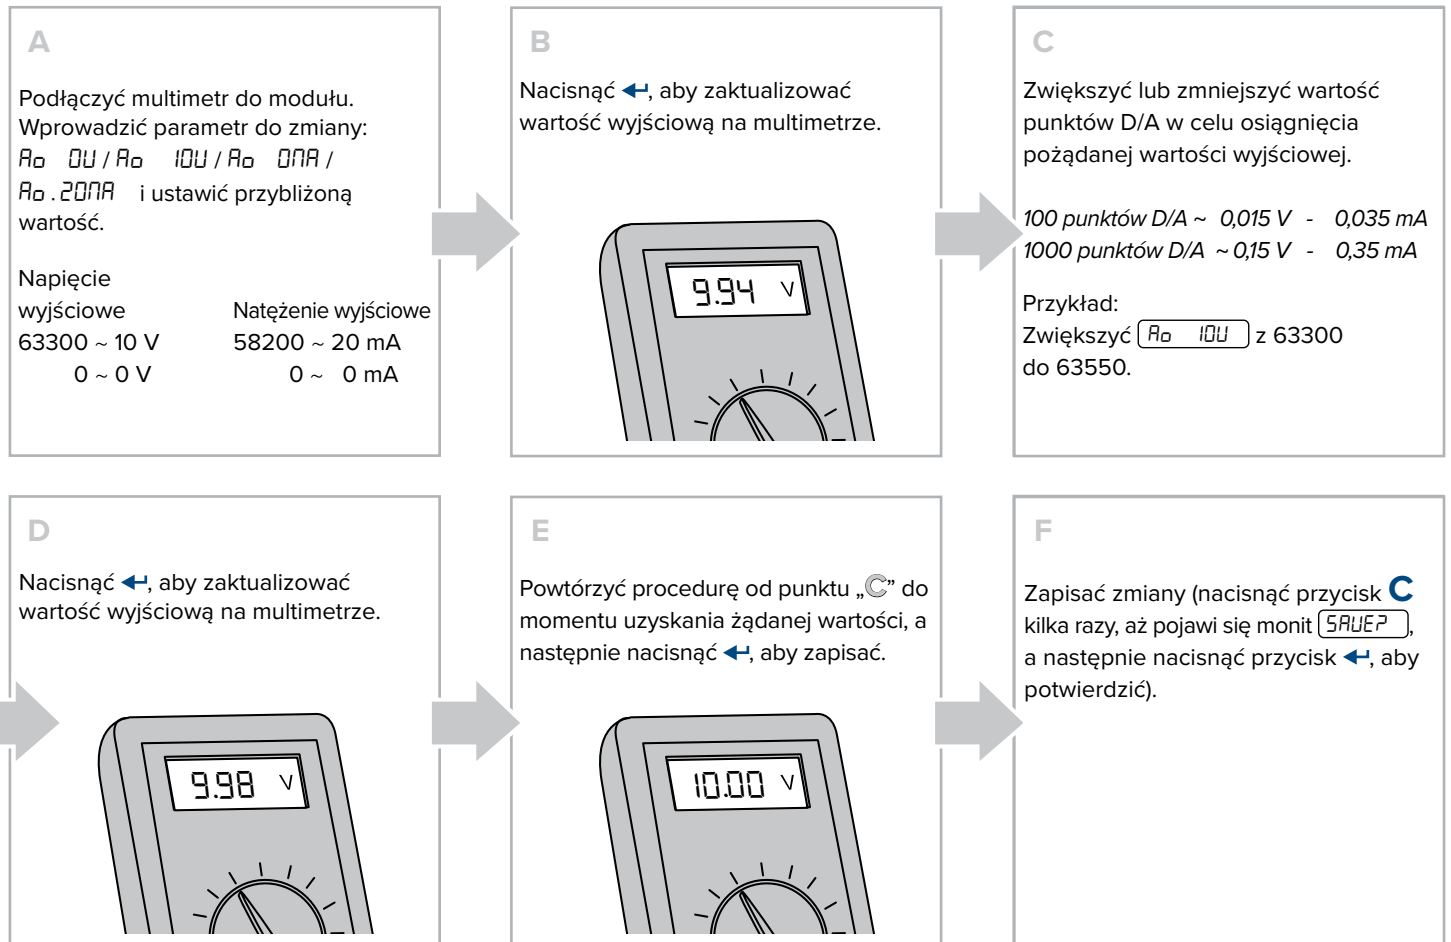 A
Podłączyć multimetr do modułu.
Wprowadzić parametr do zmiany:
Ao 0U / Ao 10U / Ao 0MA /
Ao.20MA i ustawić przybliżoną
wartość.
Napięcie
wyjściowe Natężenie wyjściowe
63300 ~ 10 V 58200 ~ 20 mA
0 ~ 0 V 0 ~ 0 mA
B
Nacisnąć , aby zaktualizować
wartość wyjściową na multimetrze.
9.94 V
C
Zwiększyć lub zmniejszyć wartość
punktów D/A w celu osiągnięcia
pożądanej wartości wyjściowej.
100 punktów D/A ~ 0,015 V - 0,035 mA
1000 punktów D/A ~ 0,15 V - 0,35 mA
Przykład:
Zwiększyć Ao 10U z 63300
do 63550.
D
Nacisnąć , aby zaktualizować
wartość wyjściową na multimetrze.
9.98 V
E
Powtórzyć procedurę od punktu „C” do
momentu uzyskania żądanej wartości, a
następnie nacisnąć , aby zapisać.
10.00 V
F
Zapisać zmiany (nacisnąć przycisk C
kilka razy, aż pojawi się monit SAUE? ,
a następnie nacisnąć przycisk , aby
potwierdzić).